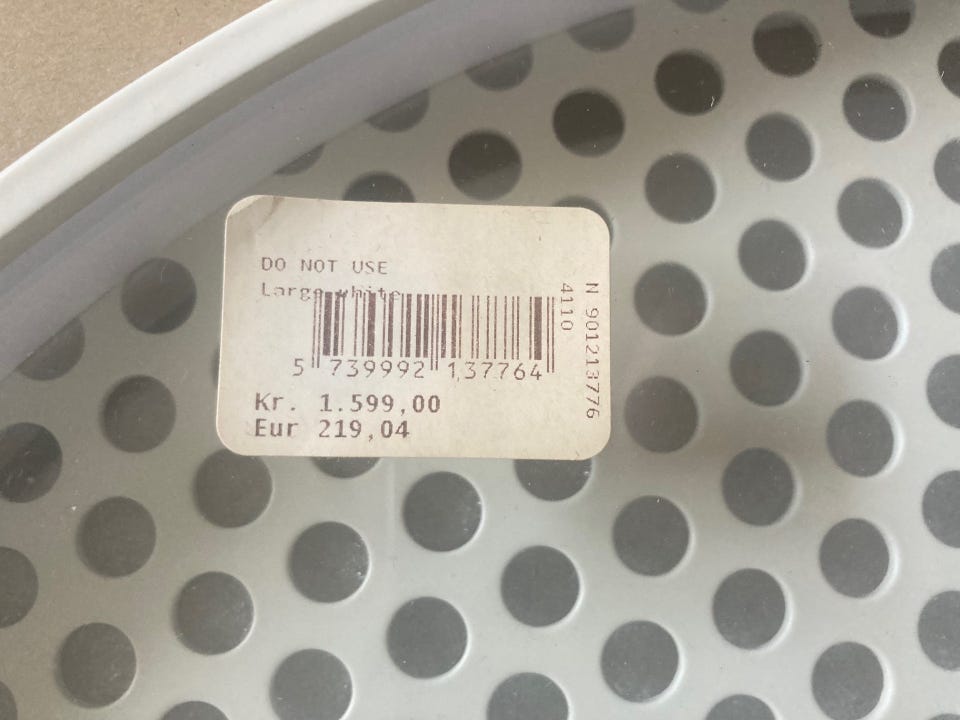 DO NOT USE
Large white
5 739992 137764
Kr. 1.599,00
Eur 219,04
4110
N 901213776